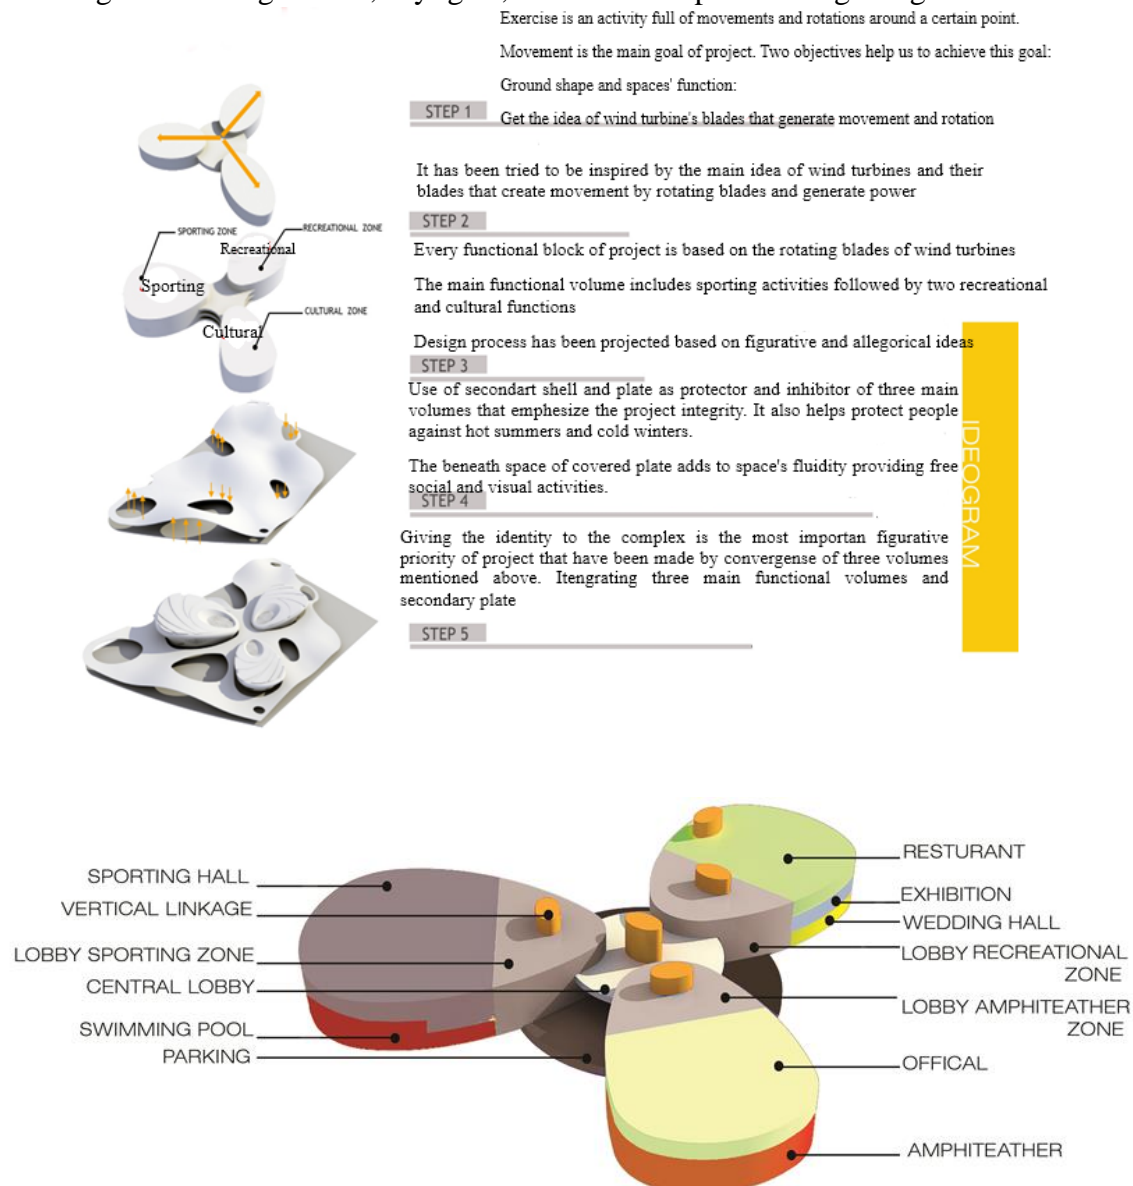 Exercise is an activity full of movements and rotations around a certain point.
Movement is the main goal of project. Two objectives help us to achieve this goal:
Ground shape and spaces' function:
STEP 1
Get the idea of wind turbine's blades that generate movement and rotation
It has been tried to be inspired by the main idea of wind turbines and their
blades that create movement by rotating blades and generate power
STEP 2
SPORTING ZONE
RECREATIONAL ZONE
Recreational
Sporting
CULTURAL ZONE
Cultural
Every functional block of project is based on the rotating blades of wind turbines
The main functional volume includes sporting activities followed by two recreational
and cultural functions
Design process has been projected based on figurative and allegorical ideas
STEP 3
Use of secondart shell and plate as protector and inhibitor of three main
volumes that emphesize the project integrity. It also helps protect people
against hot summers and cold winters.
The beneath space of covered plate adds to space's fluidity providing free
social and visual activities.
STEP 4
IDEOGRAM
Giving the identity to the complex is the most importan figurative
priority of project that have been made by convergense of three volumes
mentioned above. Itengrating three main functional volumes and
secondary plate
STEP 5
SPORTING HALL
VERTICAL LINKAGE
LOBBY SPORTING ZONE
CENTRAL LOBBY
SWIMMING POOL
PARKING
RESTURANT
EXHIBITION
WEDDING HALL
LOBBY RECREATIONAL
ZONE
LOBBY AMPHITEATHER
ZONE
OFFICAL
AMPHITEATHER